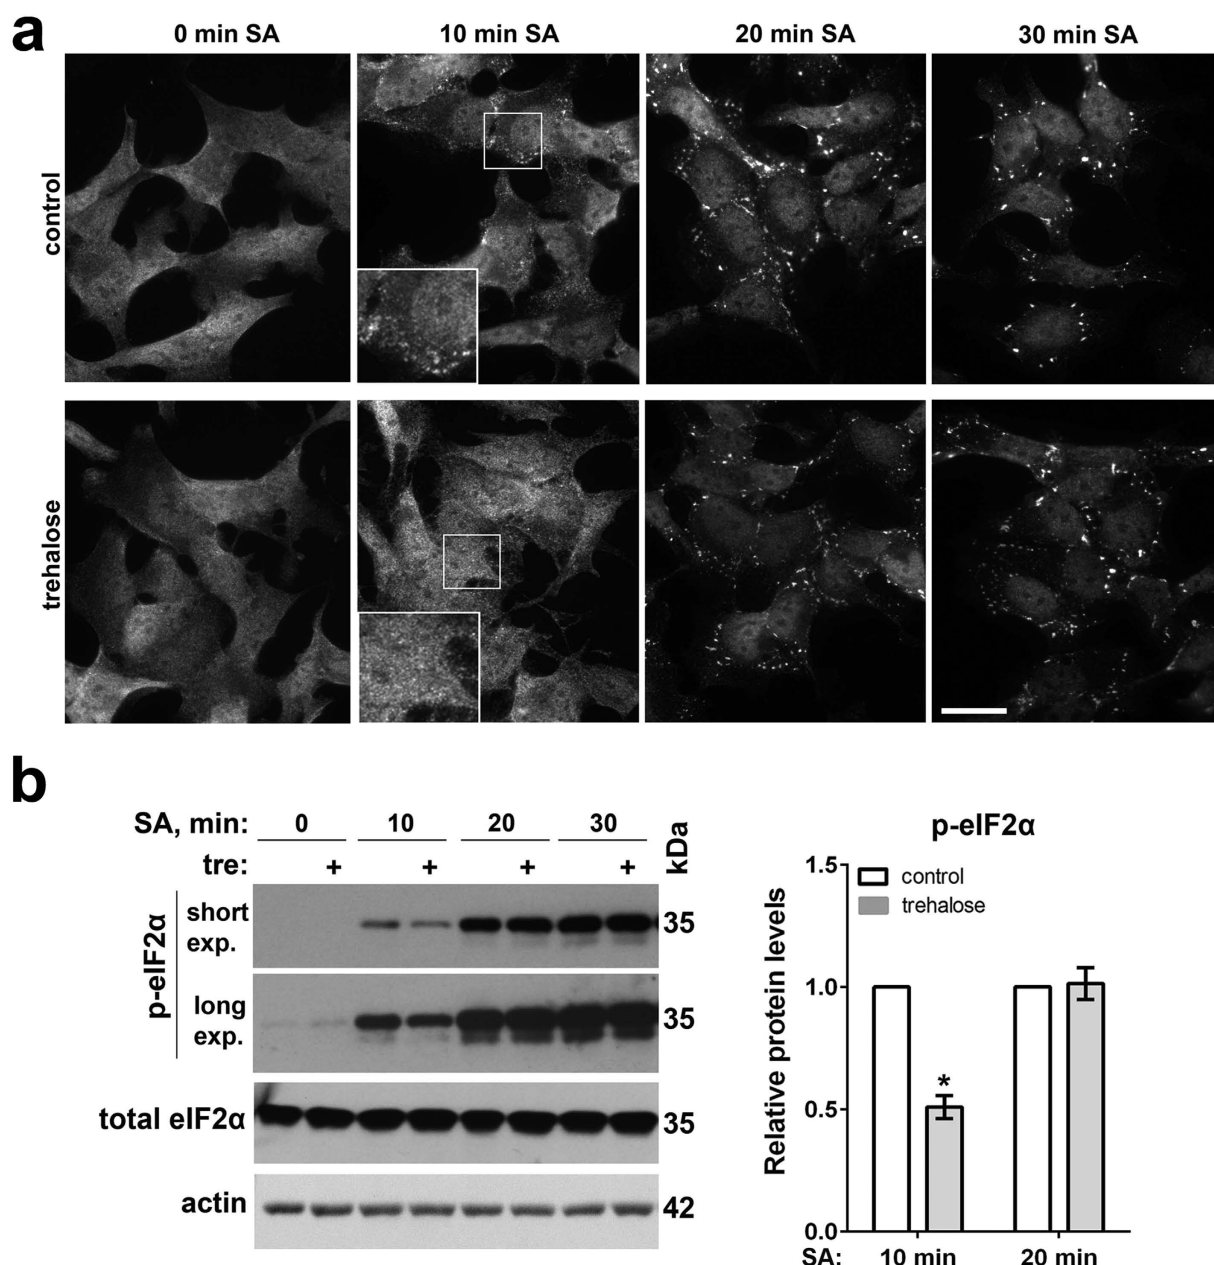 a
0 min SA 10 min SA 20 min SA 30 min SA
control
trehalose
b
SA, min: 0 10 20 30 kDa
tre: + + + +
p-eIF2α
short
exp.
35
long
exp.
35
total eIF2α 35
actin 42
p-eIF2α
Relative protein levels
1.5
control
trehalose
1.0
*
0.5
0.0
SA: 10 min 20 min